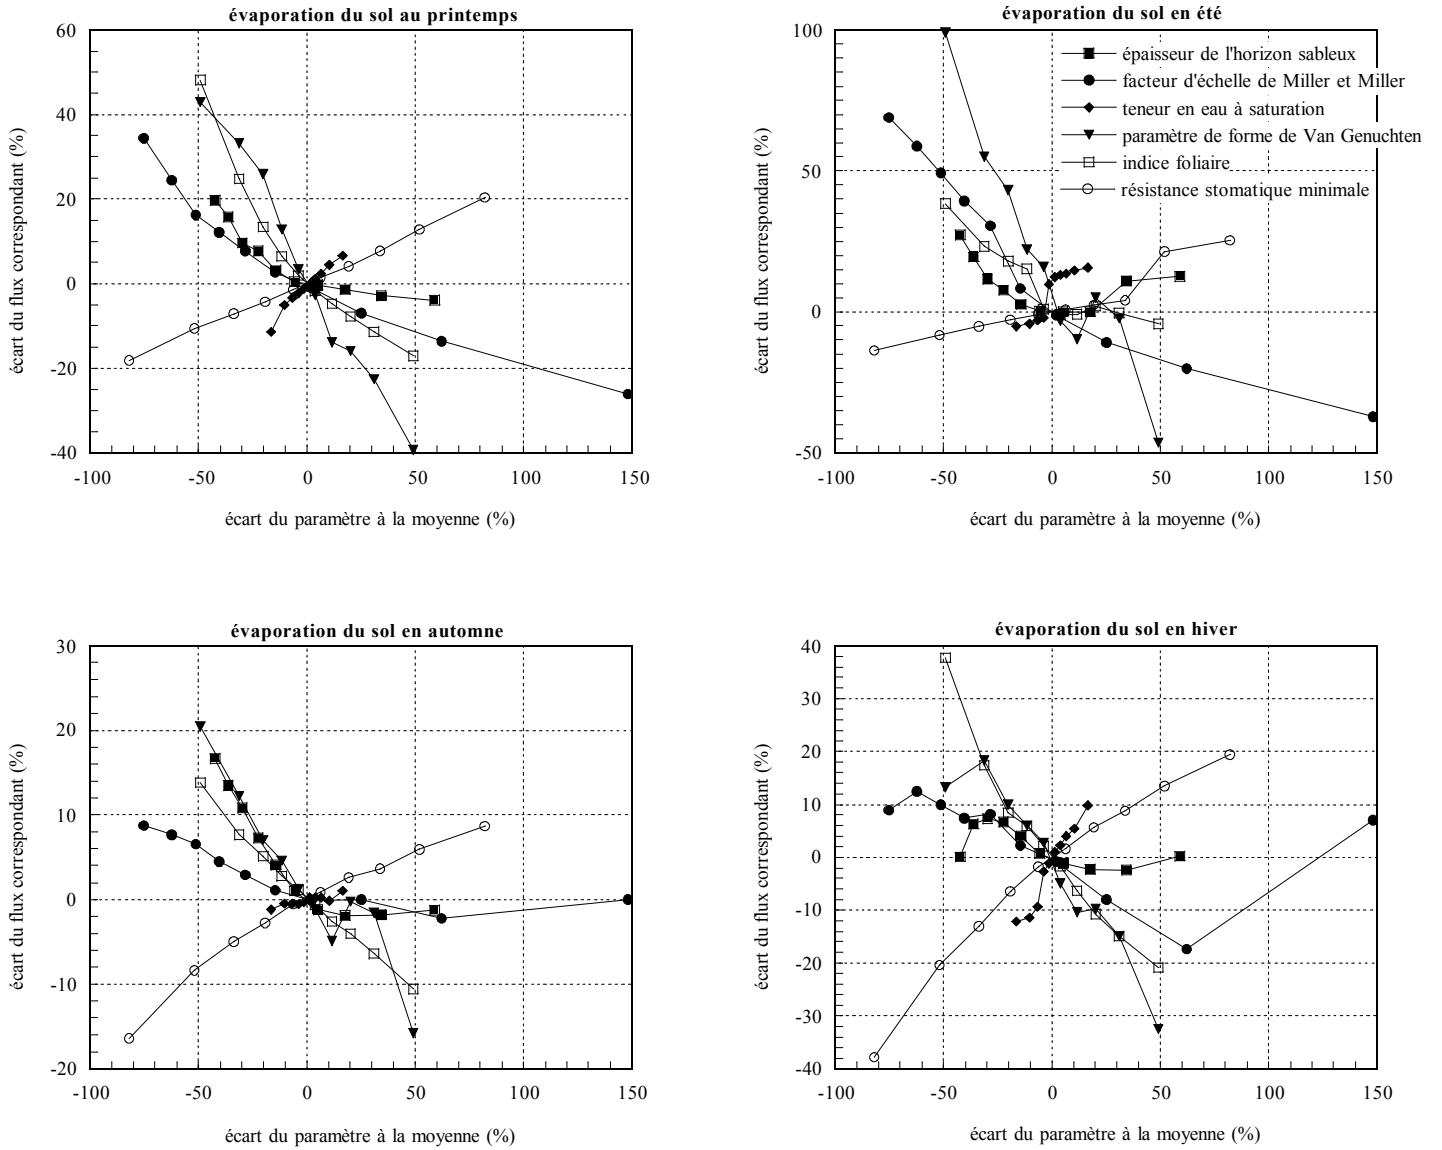 évaporation du sol au printemps
60
40
20
0
-20
-40
-100 -50 0 50 100 150
écart du flux correspondant (%)
écart du paramètre à la moyenne (%)
évaporation du sol en été
100
50
0
-50
-100 -50 0 50 100 150
écart du flux correspondant (%)
écart du paramètre à la moyenne (%)
épaisseur de l'horizon sableux
facteur d'échelle de Miller et Miller
teneur en eau à saturation
paramètre de forme de Van Genuchten
indice foliaire
résistance stomatique minimale
évaporation du sol en automne
30
20
10
0
-10
-20
-100 -50 0 50 100 150
écart du flux correspondant (%)
écart du paramètre à la moyenne (%)
évaporation du sol en hiver
40
30
20
10
0
-10
-20
-30
-40
-100 -50 0 50 100 150
écart du flux correspondant (%)
écart du paramètre à la moyenne (%)